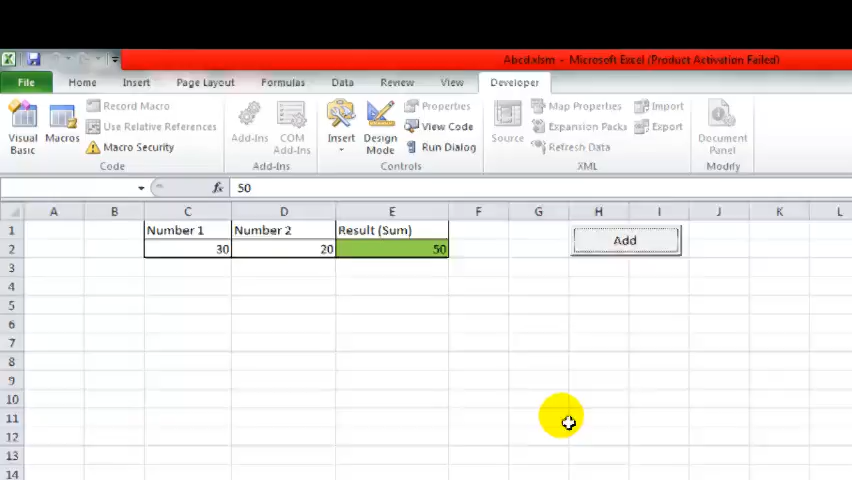 Abcd.xlsm - Microsoft Excel (Product Activation Failed)
File Home Insert Page Layout Formulas Data Review View Developer
Visual Basic
Macros
Record Macro
Use Relative References
Macro Security
Code
Add-Ins
COM Add-Ins
Add-Ins
Insert
Design Mode
Properties
View Code
Run Dialog
Controls
Source
Map Properties
Expansion Packs
Refresh Data
Import
Export
XML
Document Panel
Modify
fx 50
A B C D E F G H I J K L
1 Number 1 Number 2 Result (Sum) Add
2 30 20 50
3
4
5
6
7
8
9
10
11
12
13
14